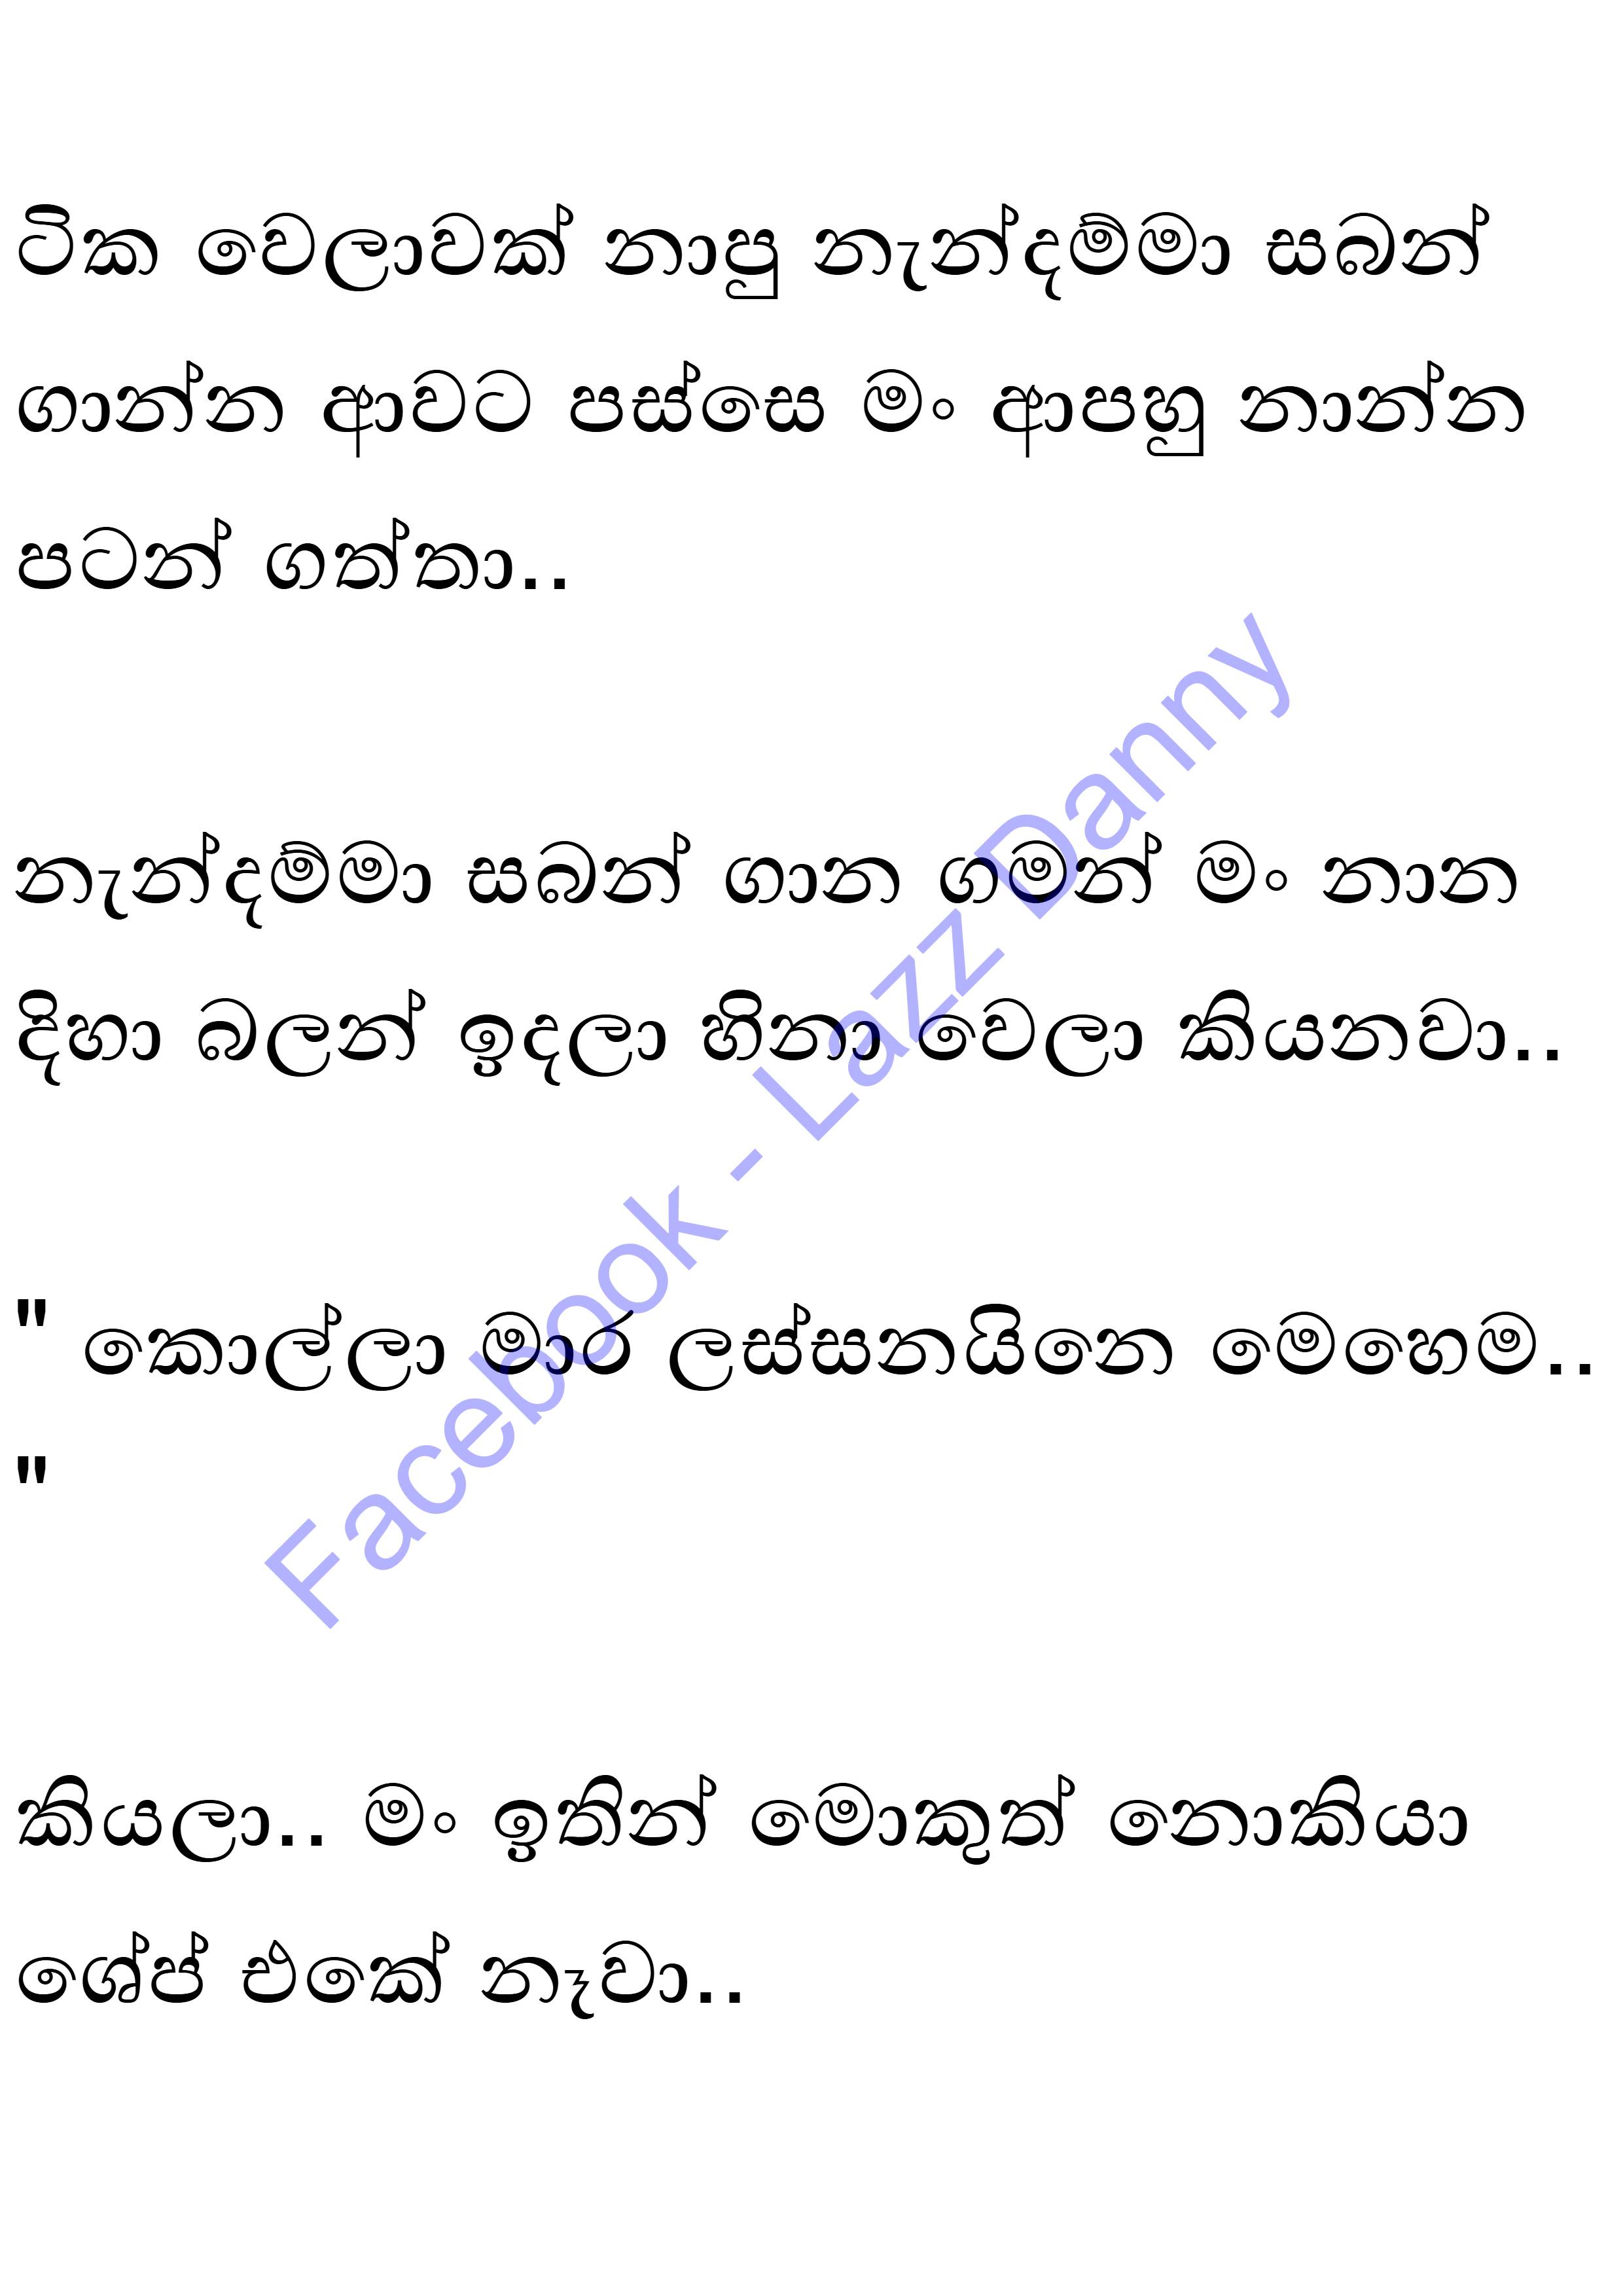 ටික වෙලාවක් නාපු නැන්දම්මා සබන්
ගාන්න ආවට පස්සෙ මං ආපහු නාන්න
පටන් ගත්තා..
නැන්දම්මා සබන් ගාන ගමන් මං නාන
දිහා බලන් ඉදලා හිනා වෙලා කියනවා..
" කොල්ලා මාර ලස්සනයිනෙ මෙහෙම..
"
කියලා.. මං ඉතින් මොකුත් නොකියා
ශේප් එකේ නෑවා..
Facebook - Lazz Danny